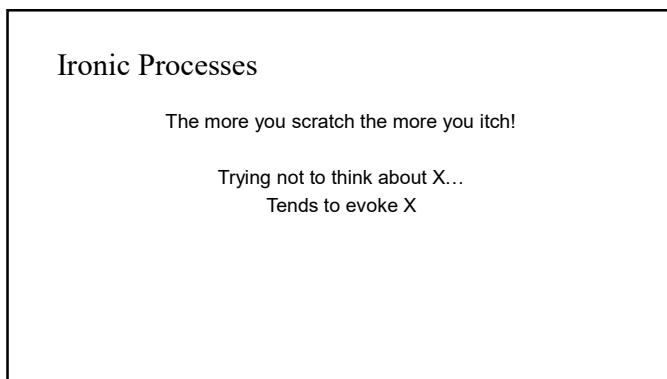 Ironic Processes
The more you scratch the more you itch!
Trying not to think about X…
Tends to evoke X